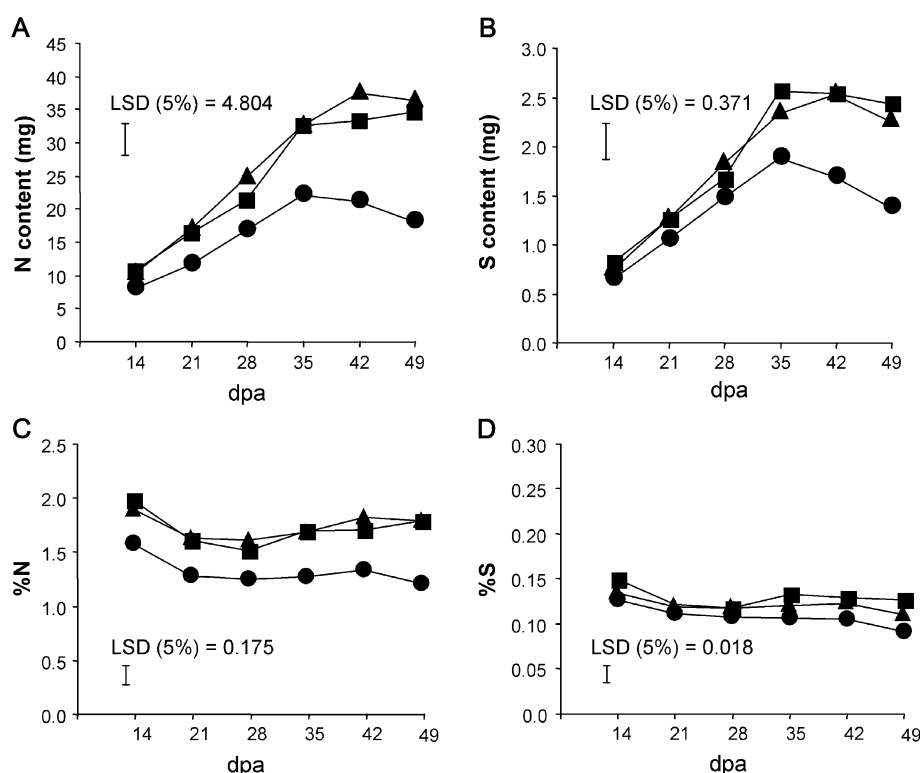 A
N content (mg)
45
40
35
30
25
20
15
10
5
0
LSD (5%) = 4.804
14 21 28 35 42 49
dpa
B
S content (mg)
3.0
2.5
2.0
1.5
1.0
0.5
0.0
LSD (5%) = 0.371
14 21 28 35 42 49
dpa
C
%N
2.5
2.0
1.5
1.0
0.5
0.0
LSD (5%) = 0.175
14 21 28 35 42 49
dpa
D
%S
0.30
0.25
0.20
0.15
0.10
0.05
0.00
LSD (5%) = 0.018
14 21 28 35 42 49
dpa